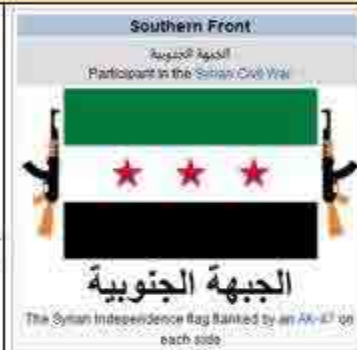 Southern Front
الجبهة الجنوبية
Participant in the Syrian Civil War
الجبهة الجنوبية
The Syrian Independence flag flanked by an AK-47 on
each side